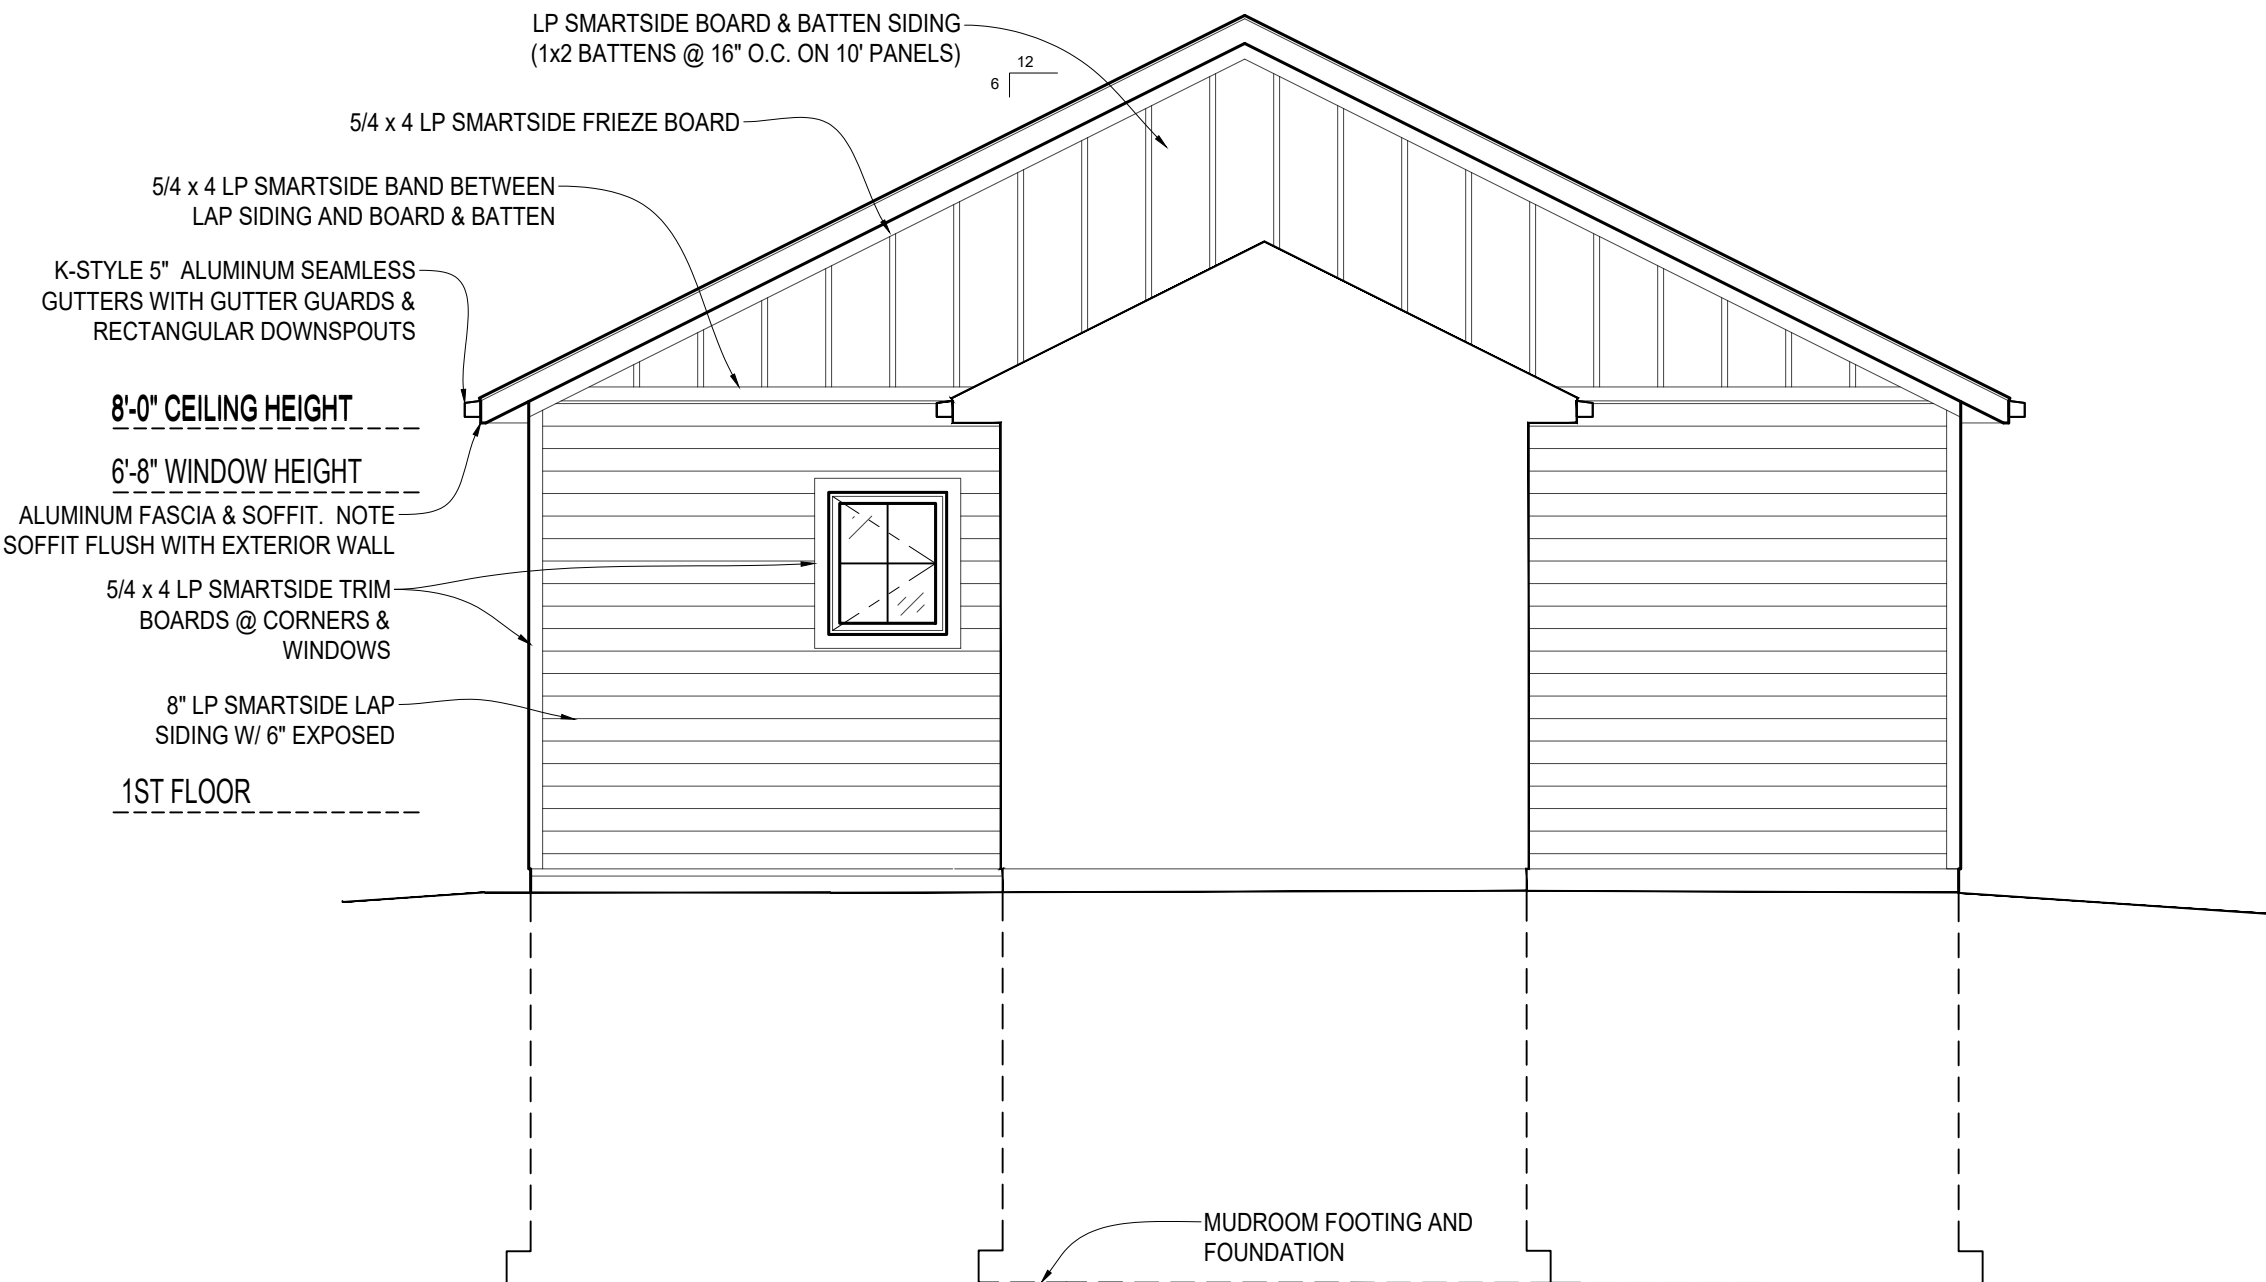 LP SMARTSIDE BOARD & BATTEN SIDING
(1x2 BATTENS @ 16" O.C. ON 10' PANELS)
12
6
5/4 x 4 LP SMARTSIDE FRIEZE BOARD
5/4 x 4 LP SMARTSIDE BAND BETWEEN
LAP SIDING AND BOARD & BATTEN
K-STYLE 5" ALUMINUM SEAMLESS
GUTTERS WITH GUTTER GUARDS &
RECTANGULAR DOWNSPOUTS
8'-0" CEILING HEIGHT
6'-8" WINDOW HEIGHT
ALUMINUM FASCIA & SOFFIT. NOTE
SOFFIT FLUSH WITH EXTERIOR WALL
5/4 x 4 LP SMARTSIDE TRIM
BOARDS @ CORNERS &
WINDOWS
8" LP SMARTSIDE LAP
SIDING W/ 6" EXPOSED
1ST FLOOR
MUDROOM FOOTING AND
FOUNDATION